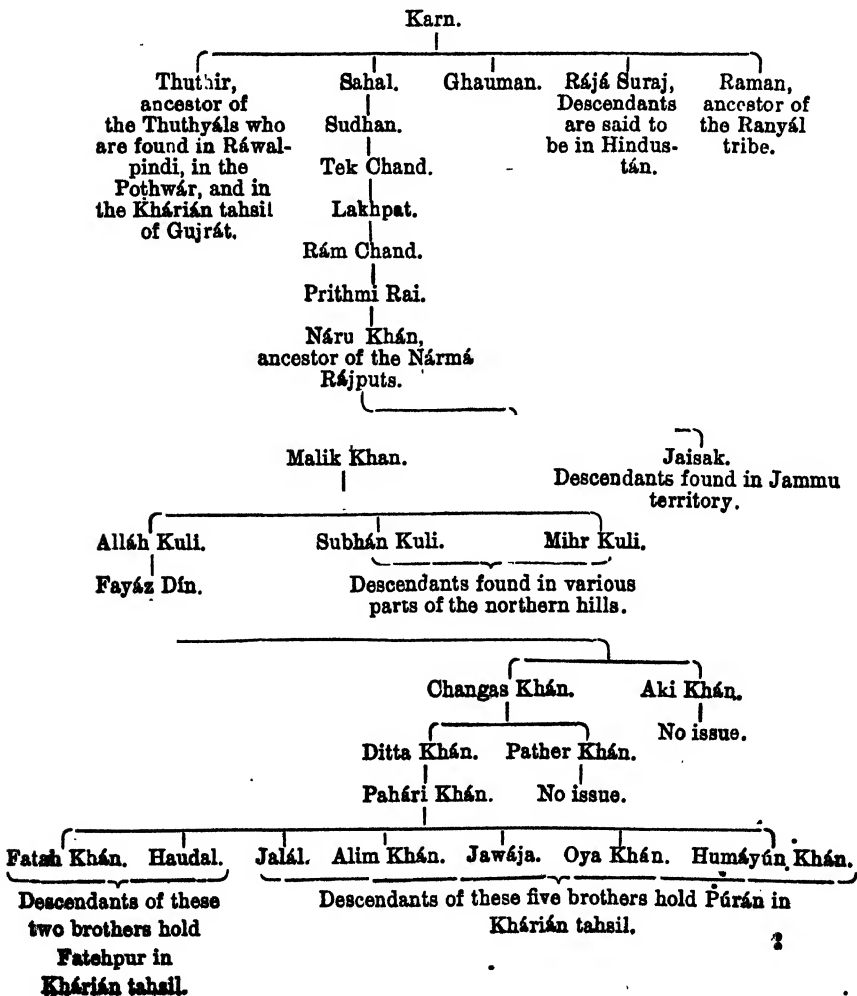 Karn.
Thuthir,
ancestor of
the Thuthyáls who
are found in Ráwal-
pindi, in the
Poṭhwár, and in
the Khárián tahsil
of Gujrát.
Sahal.
Sudhan.
Tek Chand.
Lakhpat.
Rám Chand.
Prithmi Rai.
Náru Khán,
ancestor of the Nármá
Rájputs.
Ghauman.
Rájá Suraj,
Descendants
are said to
be in Hindus-
tán.
Raman,
ancestor of
the Ranyál
tribe.
Malik Khan.
Jaisak.
Descendants found in Jammu
territory.
Alláh Kuli. Subhán Kuli. Mihr Kuli.
Fayáz Dín.
Descendants found in various
parts of the northern hills.
Changas Khán. Aki Khán.
No issue.
Ditta Khán. Pather Khán.
Pahári Khán. No issue.
Fatah Khán. Haudal. Jalál. Alim Khán. Jawája. Oya Khán. Humáyún Khán.
Descendants of these
two brothers hold
Fatehpur in
Khárián tahsil.
Descendants of these five brothers hold Púrán in
Khárián tahsil.